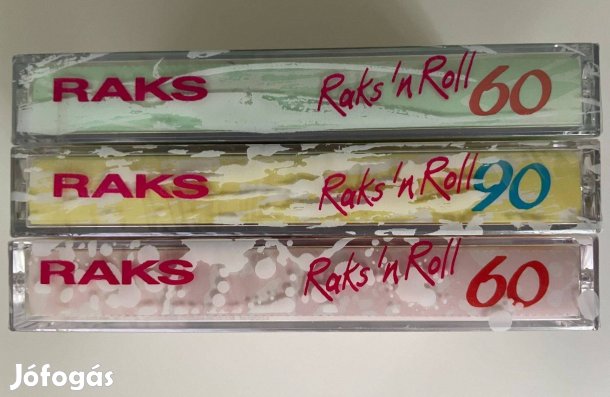 RAKS Raks 'n Roll 60
RAKS Raks 'n Roll 90
RAKS Raks 'n Roll 60
Jófogás